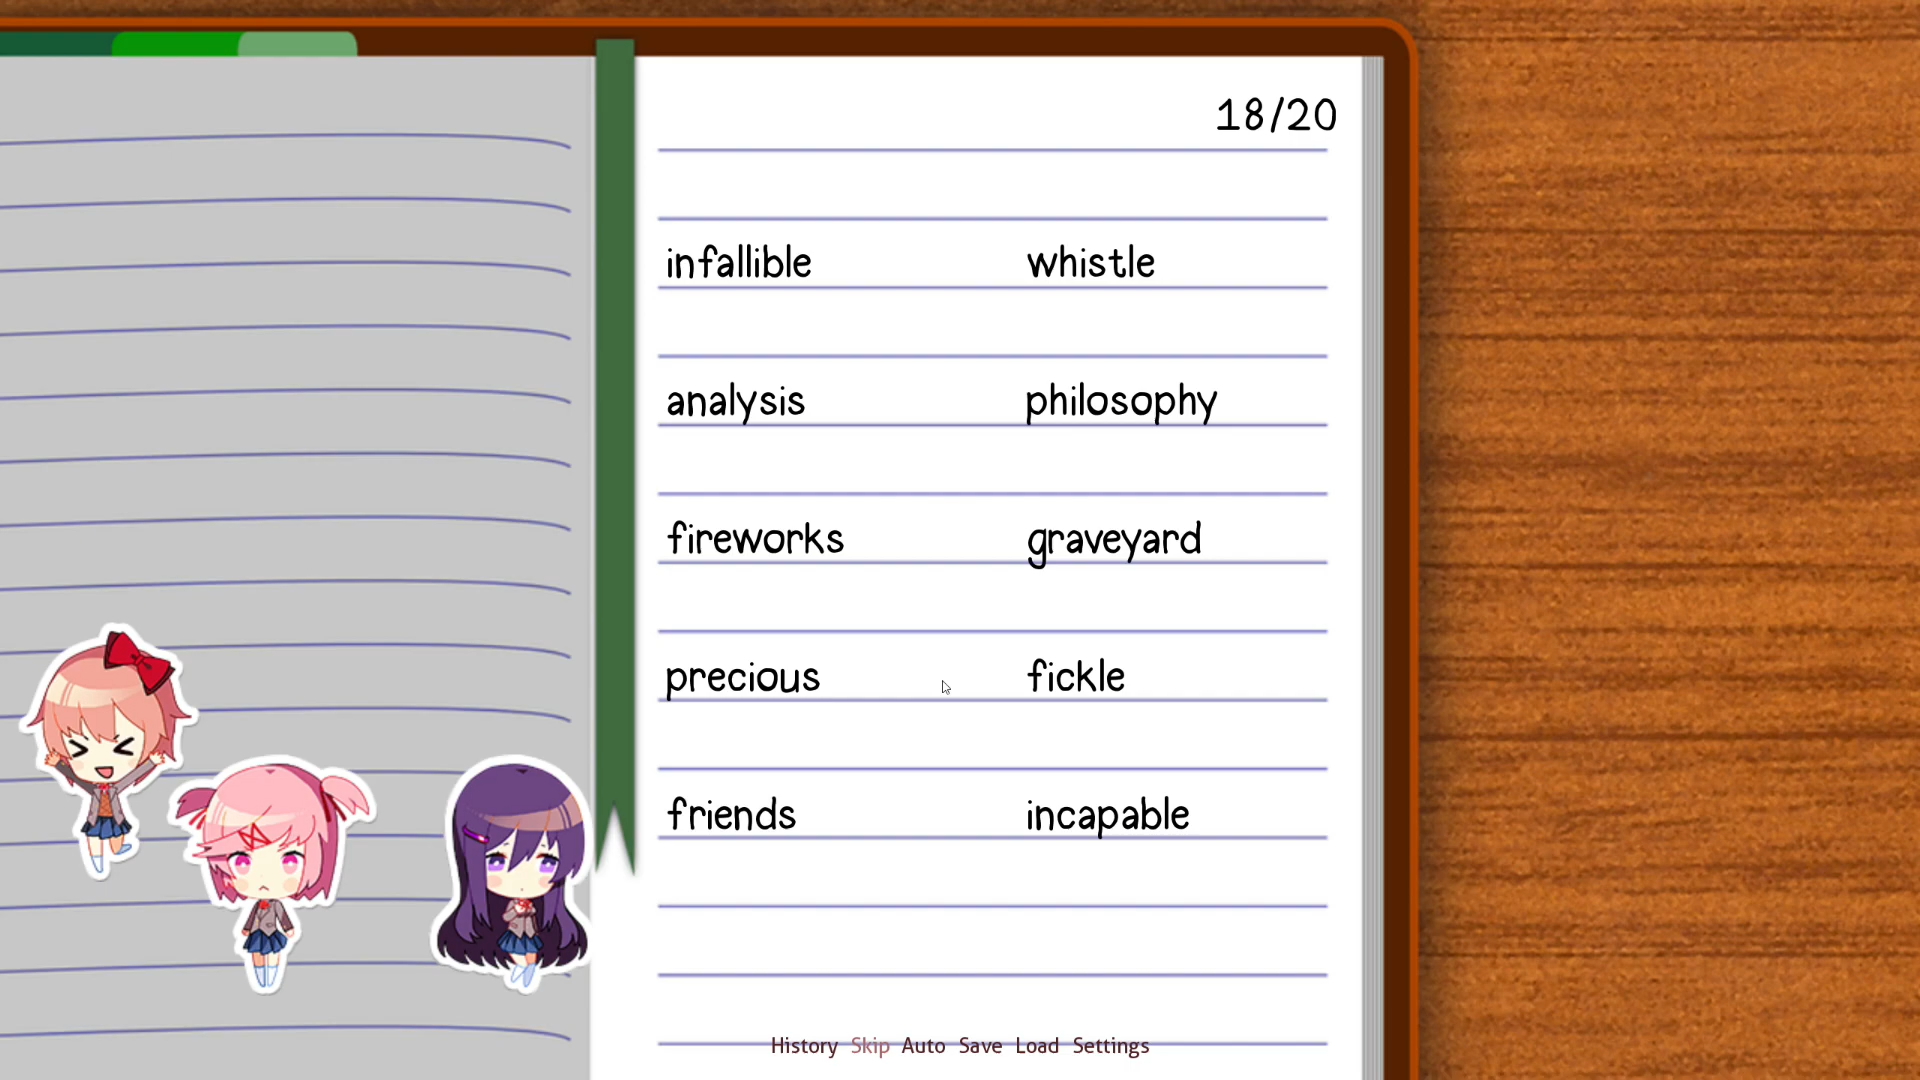 18/20
infallible whistle
analysis philosophy
fireworks graveyard
precious fickle
friends incapable
History Skip Auto Save Load Settings